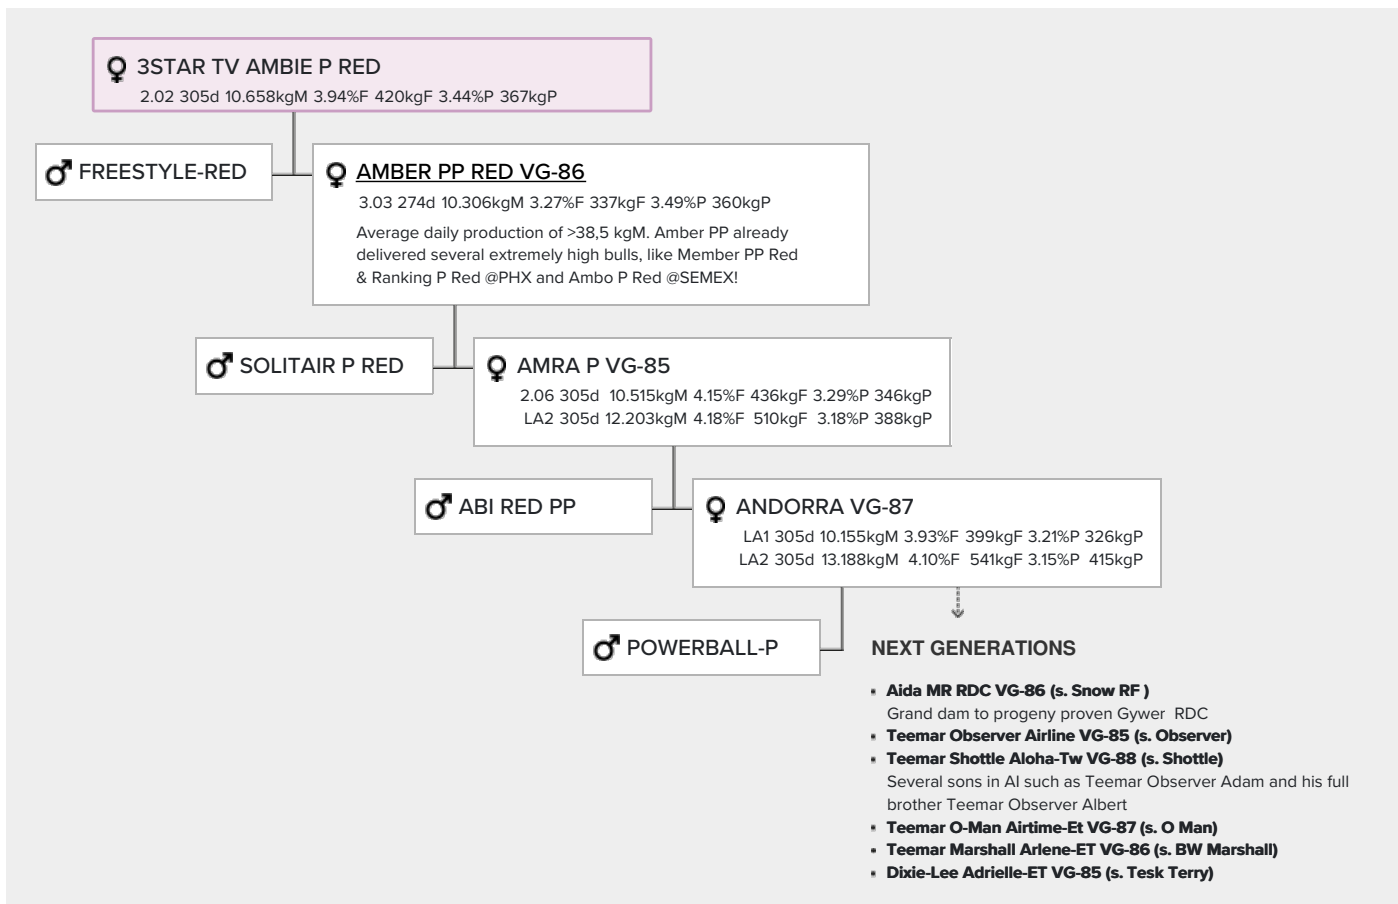 3STAR TV AMBIE P RED
2.02 305d 10.658kgM 3.94%F 420kgF 3.44%P 367kgP
FREESTYLE-RED
AMBER PP RED VG-86
3.03 274d 10.306kgM 3.27%F 337kgF 3.49%P 360kgP
Average daily production of >38,5 kgM. Amber PP already
delivered several extremely high bulls, like Member PP Red
& Ranking P Red @PHX and Ambo P Red @SEMEX!
SOLITAIR P RED
AMRA P VG-85
2.06 305d 10.515kgM 4.15%F 436kgF 3.29%P 346kgP
LA2 305d 12.203kgM 4.18%F 510kgF 3.18%P 388kgP
ABI RED PP
ANDORRA VG-87
LA1 305d 10.155kgM 3.93%F 399kgF 3.21%P 326kgP
LA2 305d 13.188kgM 4.10%F 541kgF 3.15%P 415kgP
POWERBALL-P
NEXT GENERATIONS
Aida MR RDC VG-86 (s. Snow RF )
Grand dam to progeny proven Gywer RDC
Teemar Observer Airline VG-85 (s. Observer)
Teemar Shottle Aloha-Tw VG-88 (s. Shottle)
Several sons in AI such as Teemar Observer Adam and his full
brother Teemar Observer Albert
Teemar O-Man Airtime-Et VG-87 (s. O Man)
Teemar Marshall Arlene-ET VG-86 (s. BW Marshall)
Dixie-Lee Adrielle-ET VG-85 (s. Tesk Terry)